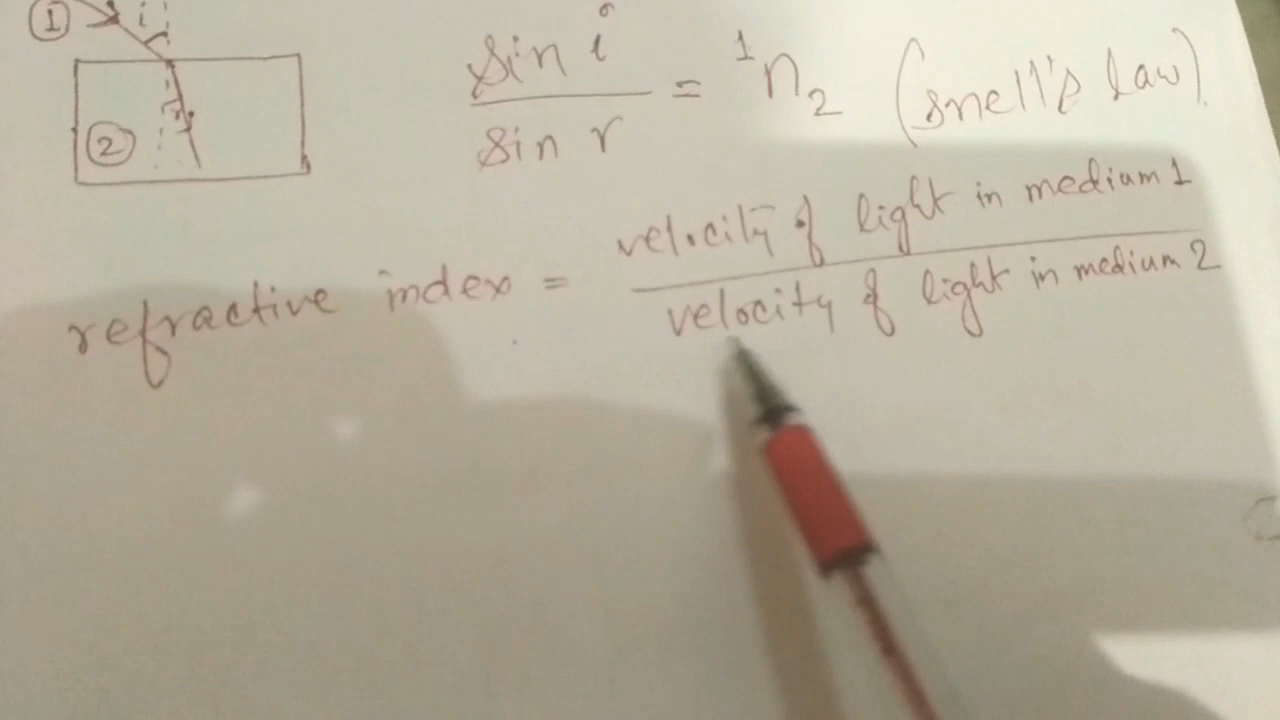 ① i
r
②
sin i / sin r = ¹n₂ (snell's law)
refractive index = velocity of light in medium 1 / velocity of light in medium 2